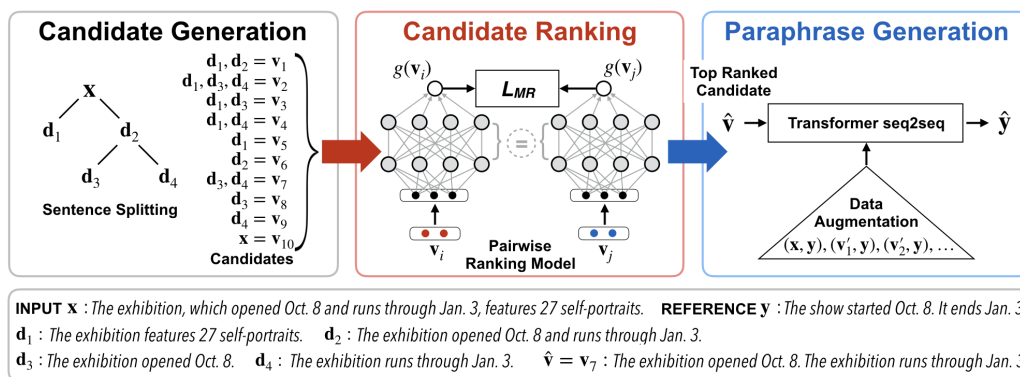 Candidate Generation
x
d1
d2
d3
d4
Sentence Splitting
d1, d2 = v1
d1, d3, d4 = v2
d1, d3 = v3
d1, d4 = v4
d1 = v5
d2 = v6
d3, d4 = v7
d3 = v8
d4 = v9
x = v10
Candidates
Candidate Ranking
g(vi)
g(vj)
LMR
=
vi
vj
Pairwise
Ranking Model
Paraphrase Generation
Top Ranked
Candidate
v̂
Transformer seq2seq
ŷ
Data
Augmentation
(x, y), (v′1, y), (v′2, y), …
INPUT x : The exhibition, which opened Oct. 8 and runs through Jan. 3, features 27 self-portraits. REFERENCE y : The show started Oct. 8. It ends Jan. 3
d1 : The exhibition features 27 self-portraits. d2 : The exhibition opened Oct. 8 and runs through Jan. 3.
d3 : The exhibition opened Oct. 8. d4 : The exhibition runs through Jan. 3. v̂ = v7 : The exhibition opened Oct. 8. The exhibition runs through Jan. 3